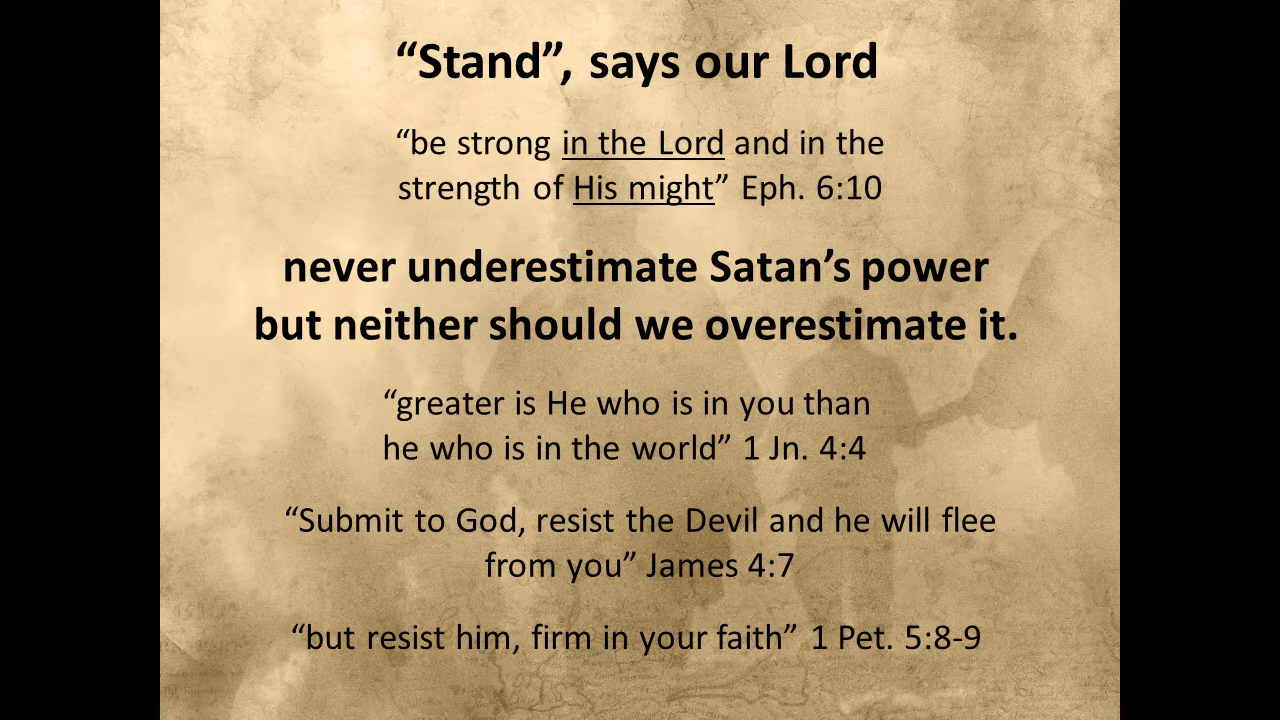 “Stand”, says our Lord
“be strong in the Lord and in the
strength of His might” Eph. 6:10
never underestimate Satan’s power
but neither should we overestimate it.
“greater is He who is in you than
he who is in the world” 1 Jn. 4:4
“Submit to God, resist the Devil and he will flee
from you” James 4:7
“but resist him, firm in your faith” 1 Pet. 5:8-9